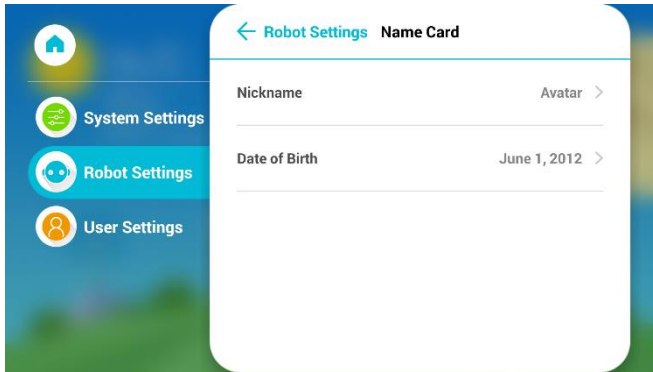 Robot Settings Name Card
System Settings
Robot Settings
User Settings
Nickname Avatar
Date of Birth June 1, 2012